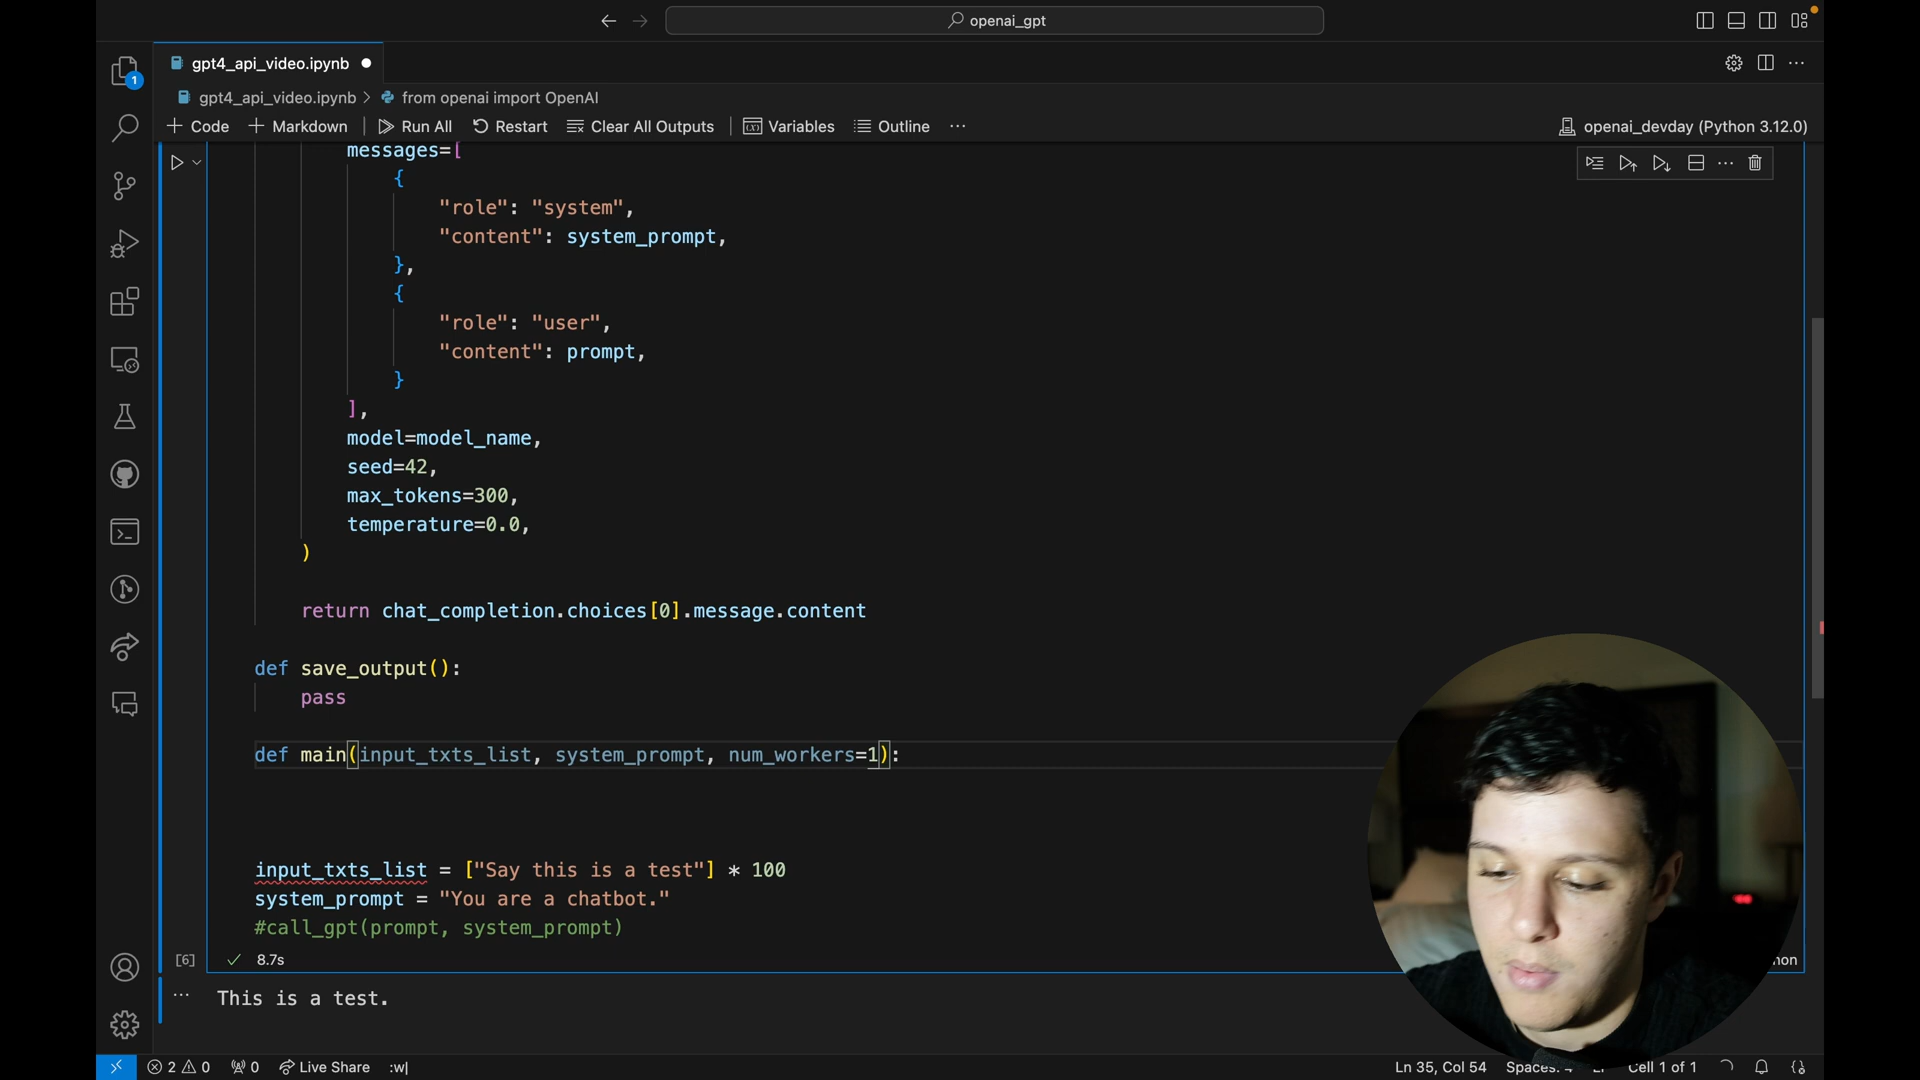 openai_gpt
gpt4_api_video.ipynb
1
gpt4_api_video.ipynb > from openai import OpenAI
+ Code + Markdown Run All Restart Clear All Outputs Variables Outline ... openai_devday (Python 3.12.0)
messages=[
{
"role": "system",
"content": system_prompt,
},
{
"role": "user",
"content": prompt,
}
],
model=model_name,
seed=42,
max_tokens=300,
temperature=0.0,
)
return chat_completion.choices[0].message.content
def save_output():
pass
def main(input_txts_list, system_prompt, num_workers=1):
input_txts_list = ["Say this is a test"] * 100
system_prompt = "You are a chatbot."
#call_gpt(prompt, system_prompt)
[6] 8.7s
This is a test.
2 0 0 Live Share :w| Ln 35, Col 54 Cell 1 of 1